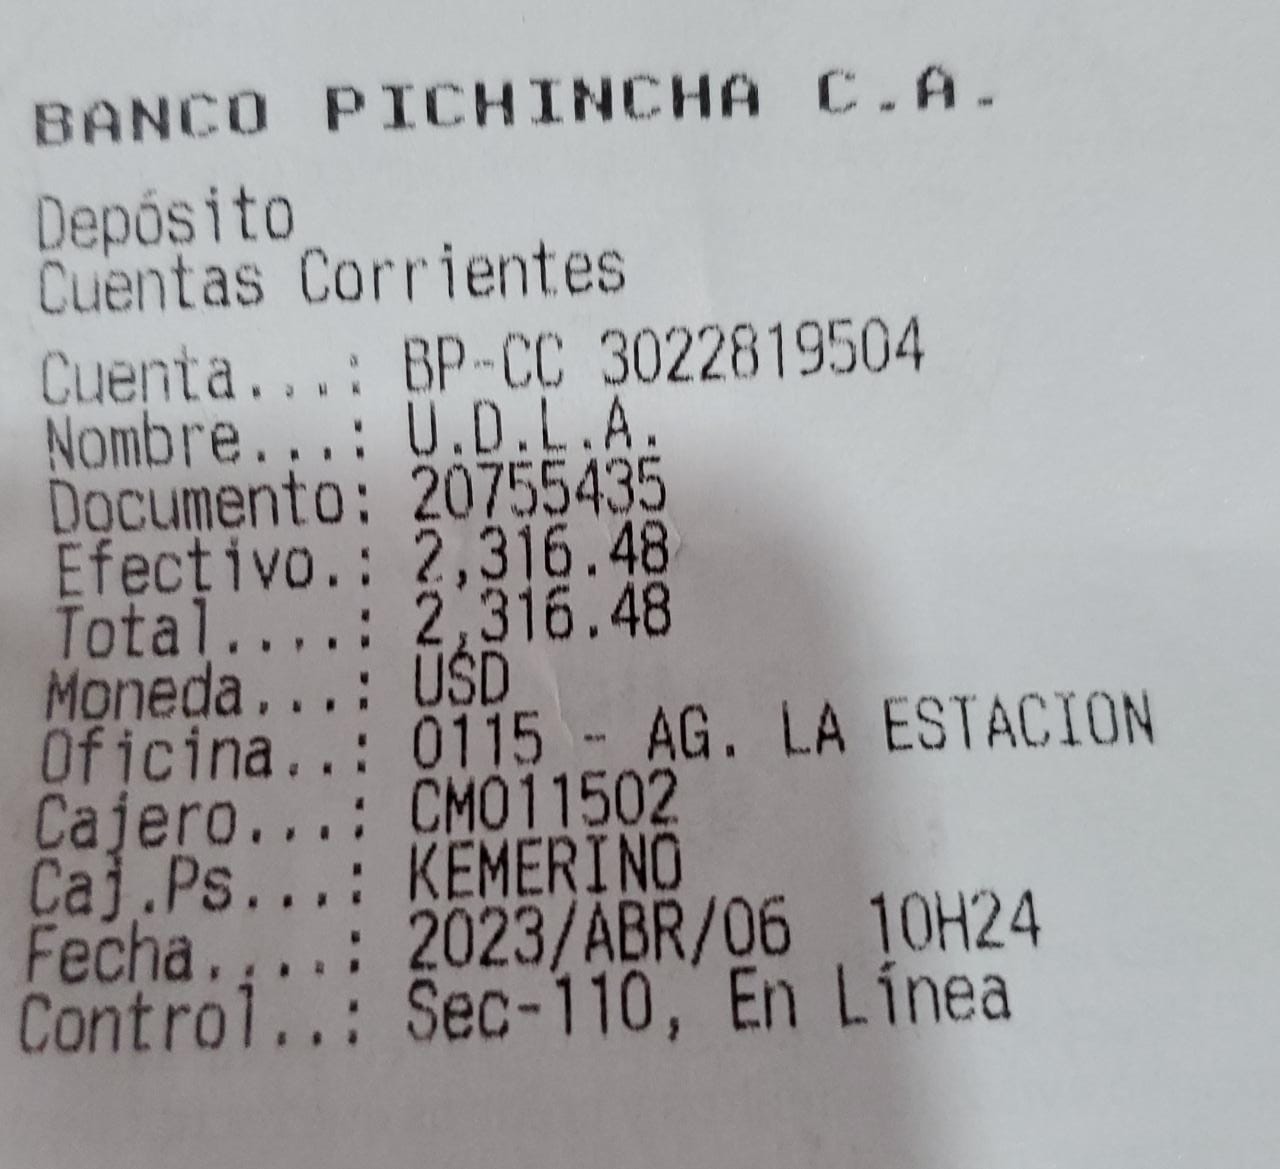 BANCO PICHINCHA C.A.
Depósito
Cuentas Corrientes
Cuenta...: BP-CC 3022819504
Nombre...: U.D.L.A.
Documento: 20755435
Efectivo.: 2,316.48
Total....: 2,316.48
Moneda...: USD
Oficina..: 0115 - AG. LA ESTACION
Cajero...: CM011502
Caj.Ps...: KEMERINO
Fecha....: 2023/ABR/06 10H24
Control..: Sec-110, En Línea